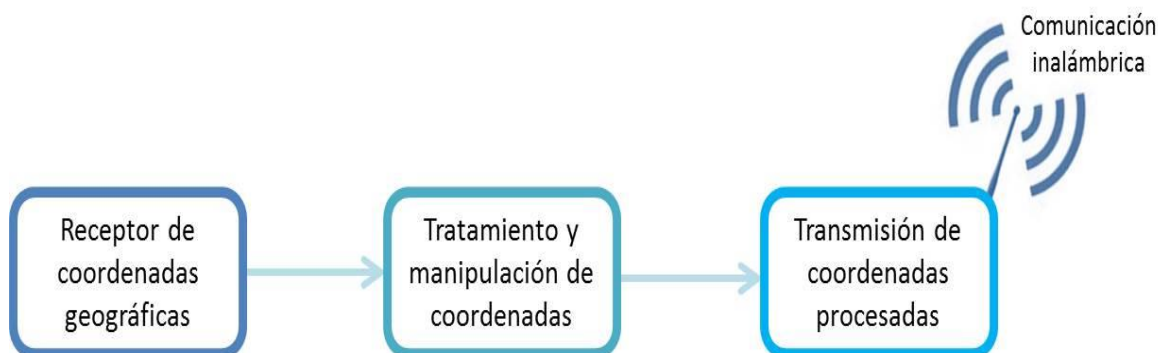 Comunicación
inalámbrica
Receptor de
coordenadas
geográficas
Tratamiento y
manipulación de
coordenadas
Transmisión de
coordenadas
procesadas